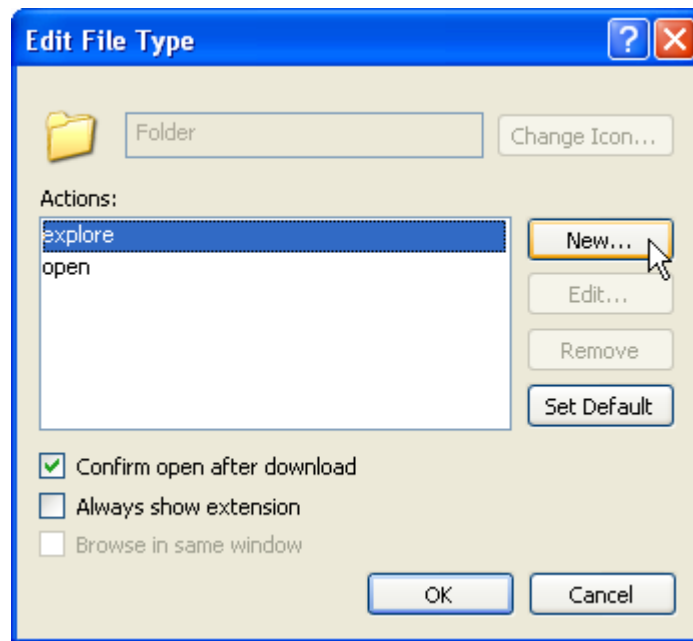 Edit File Type
?
Folder
Change Icon...
Actions:
explore
open
New...
Edit...
Remove
Set Default
Confirm open after download
Always show extension
Browse in same window
OK
Cancel